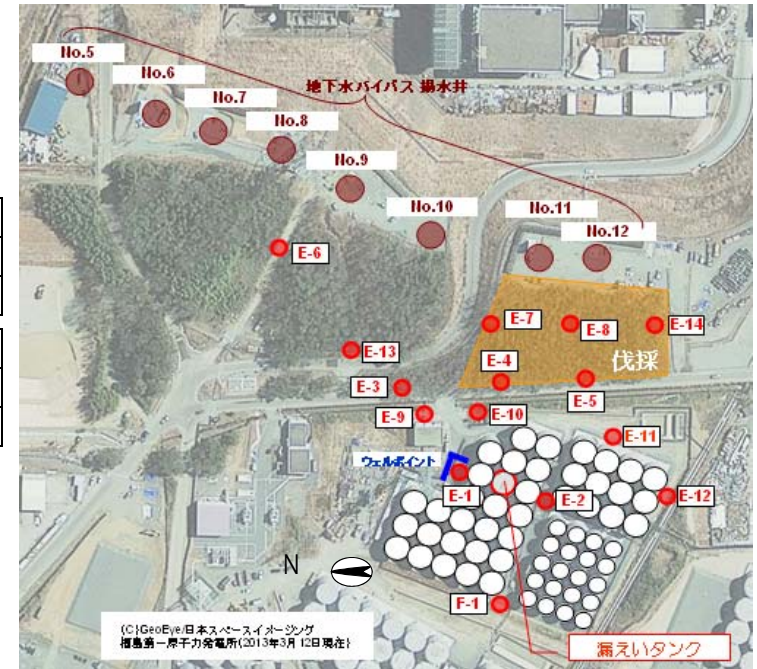 No.5
No.6
No.7
地下水バイパス 揚水井
No.8
No.9
No.10
No.11
No.12
E-6
E-7
E-8
E-14
E-13
伐採
E-4
E-3
E-5
E-9
E-10
E-11
ウェルポイント
E-1
E-2
E-12
N
F-1
(C)GeoEye/日本スペースイメージング
福島第一原子力発電所(2013年3月12日現在)
漏えいタンク